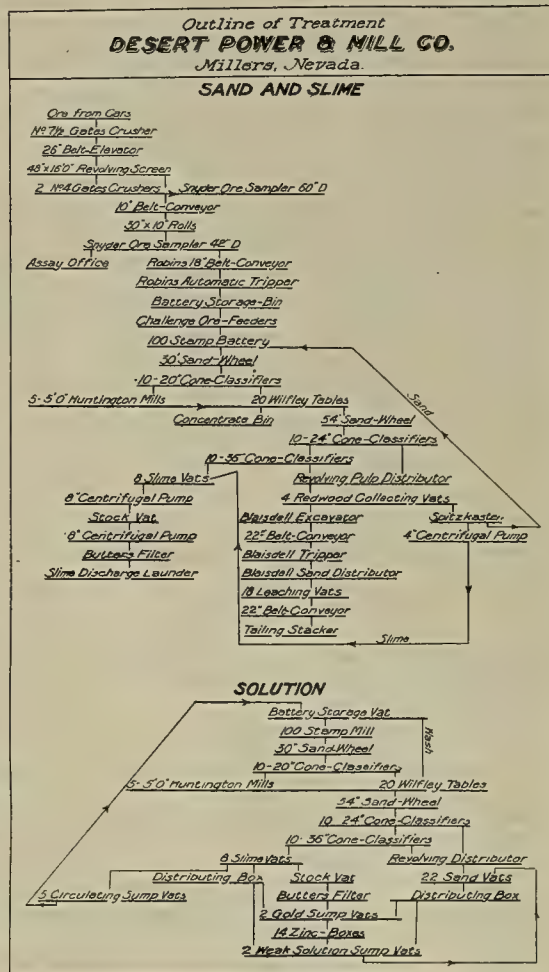 Outline of Treatment
DESERT POWER & MILL CO.
Millers, Nevada.
SAND AND SLIME
Ore from Cars
No 7½ Gates Crusher
26" Belt-Elevator
48"x16'0" Revolving Screen
2 No 4 Gates Crushers Snyder Ore Sampler 60" D
10" Belt-Conveyor
30"x10" Rolls
Snyder Ore Sampler 42" D
Assay Office Robins 18" Belt-Conveyor
Robins Automatic Tripper
Battery Storage-Bin
Challenge Ore-Feeders
100 Stamp Battery
30' Sand-Wheel
10-20" Cone-Classifiers
5-5'0" Huntington Mills 20 Wilfley Tables
Sand
Concentrate Bin 54" Sand-Wheel
10-24" Cone-Classifiers
10-36" Cone-Classifiers
8 Slime Vats Revolving Pulp Distributor
8" Centrifugal Pump 4 Redwood Collecting Vats
Stock Vat Blaisdell Excavator Spitzkasten
8" Centrifugal Pump 22" Belt-Conveyor 4" Centrifugal Pump
Butters Filter Blaisdell Tripper
Slime Discharge Launder Blaisdell Sand Distributor
18 Leaching Vats
22" Belt-Conveyor
Tailing Stacker
Slime
SOLUTION
Battery Storage Vat
100 Stamp Mill
Wash
30" Sand-Wheel
10-20" Cone-Classifiers
5-5'0" Huntington Mills 20 Wilfley Tables
54" Sand-Wheel
10 24" Cone-Classifiers
10-36" Cone-Classifiers
8 Slime Vats Revolving Distributor
Distributing Box Stock Vat 22 Sand Vats
5 Circulating Sump Vats Butters Filter Distributing Box
2 Gold Sump Vats
14 Zinc-Boxes
2 Weak Solution Sump Vats